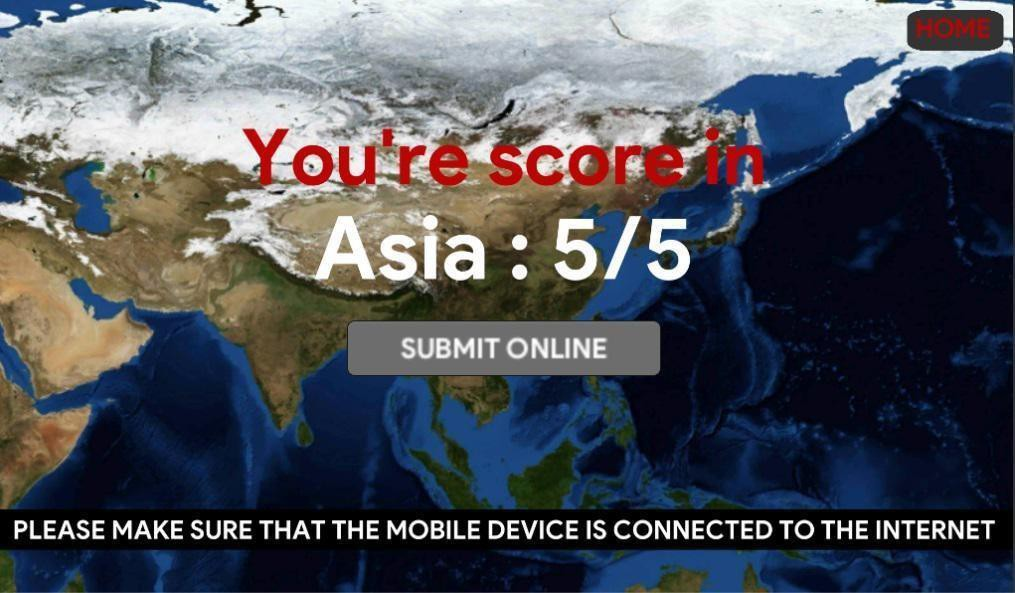 HOME
You're score in
Asia : 5/5
SUBMIT ONLINE
PLEASE MAKE SURE THAT THE MOBILE DEVICE IS CONNECTED TO THE INTERNET